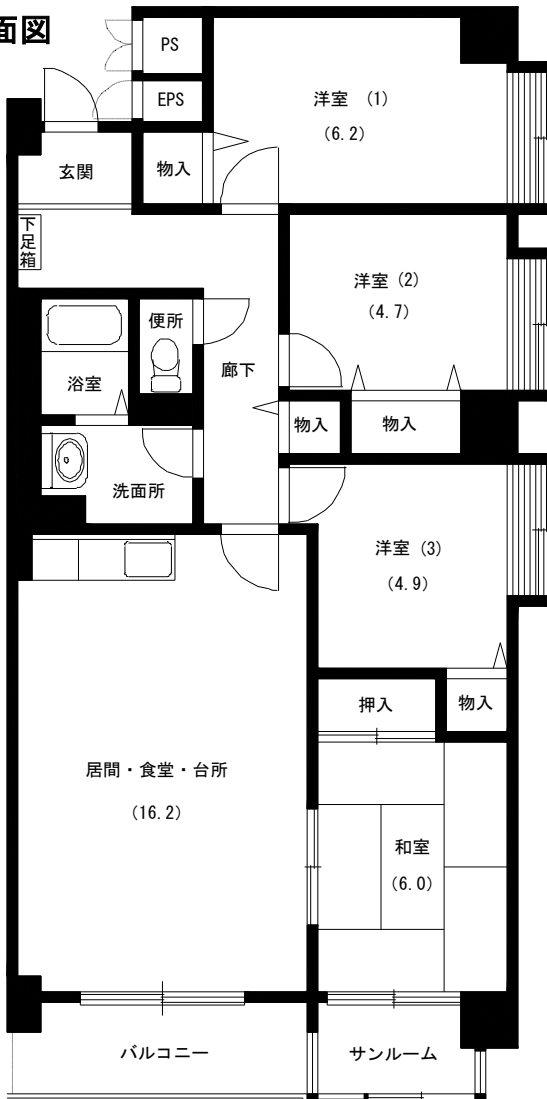 面図
PS
EPS
洋室 (1)
(6.2)
玄関
物入
下足箱
洋室 (2)
(4.7)
便所
浴室
廊下
物入
物入
洗面所
洋室 (3)
(4.9)
押入
物入
居間・食堂・台所
(16.2)
和室
(6.0)
バルコニー
サンルーム